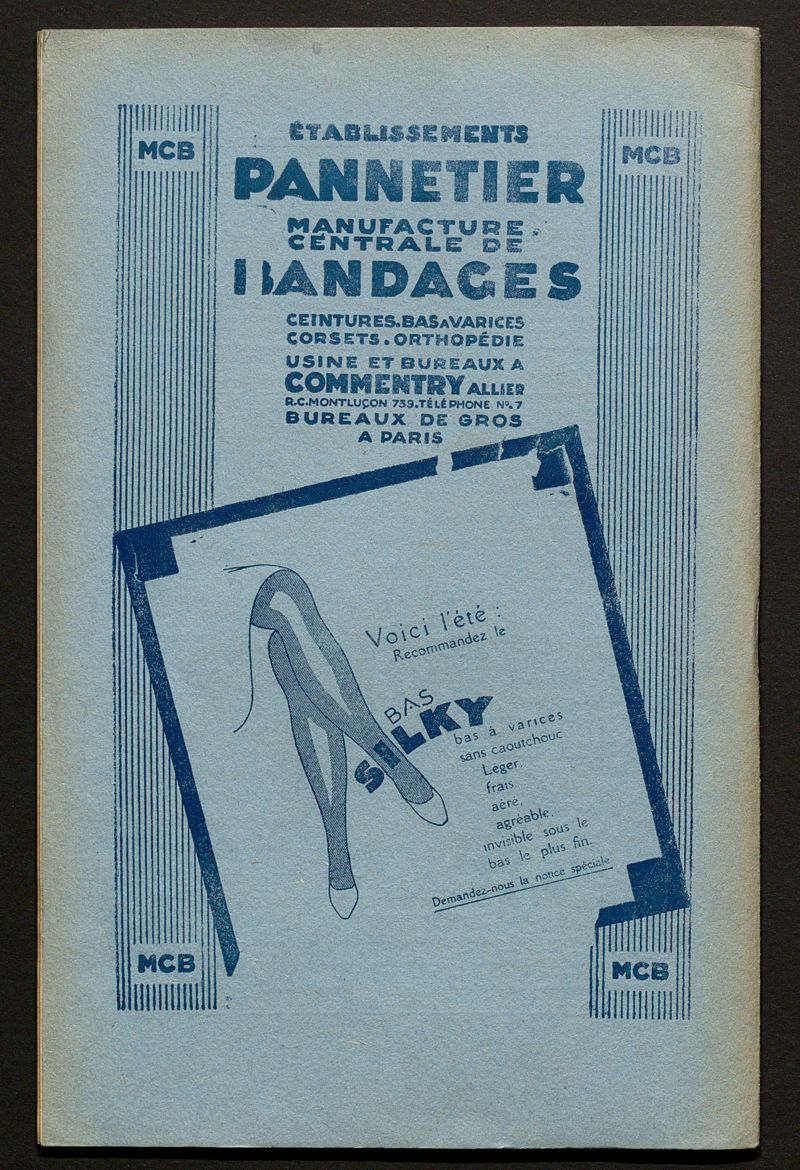 MCB
MCB
ÉTABLISSEMENTS
PANNETIER
MANUFACTURE
CENTRALE DE
BANDAGES
CEINTURES.BAS A VARICES
CORSETS.ORTHOPÉDIE
USINE ET BUREAUX A
COMMENTRY ALLIER
R.C.MONTLUÇON 739.TÉLÉPHONE No.7
BUREAUX DE GROS
A PARIS
Voici l'été :
Recommandez le
BAS
SILKY
bas à varices
sans caoutchouc
Léger,
frais,
aéré,
agréable,
invisible sous le
bas le plus fin.
Demandez-nous la notice spéciale
MCB
MCB